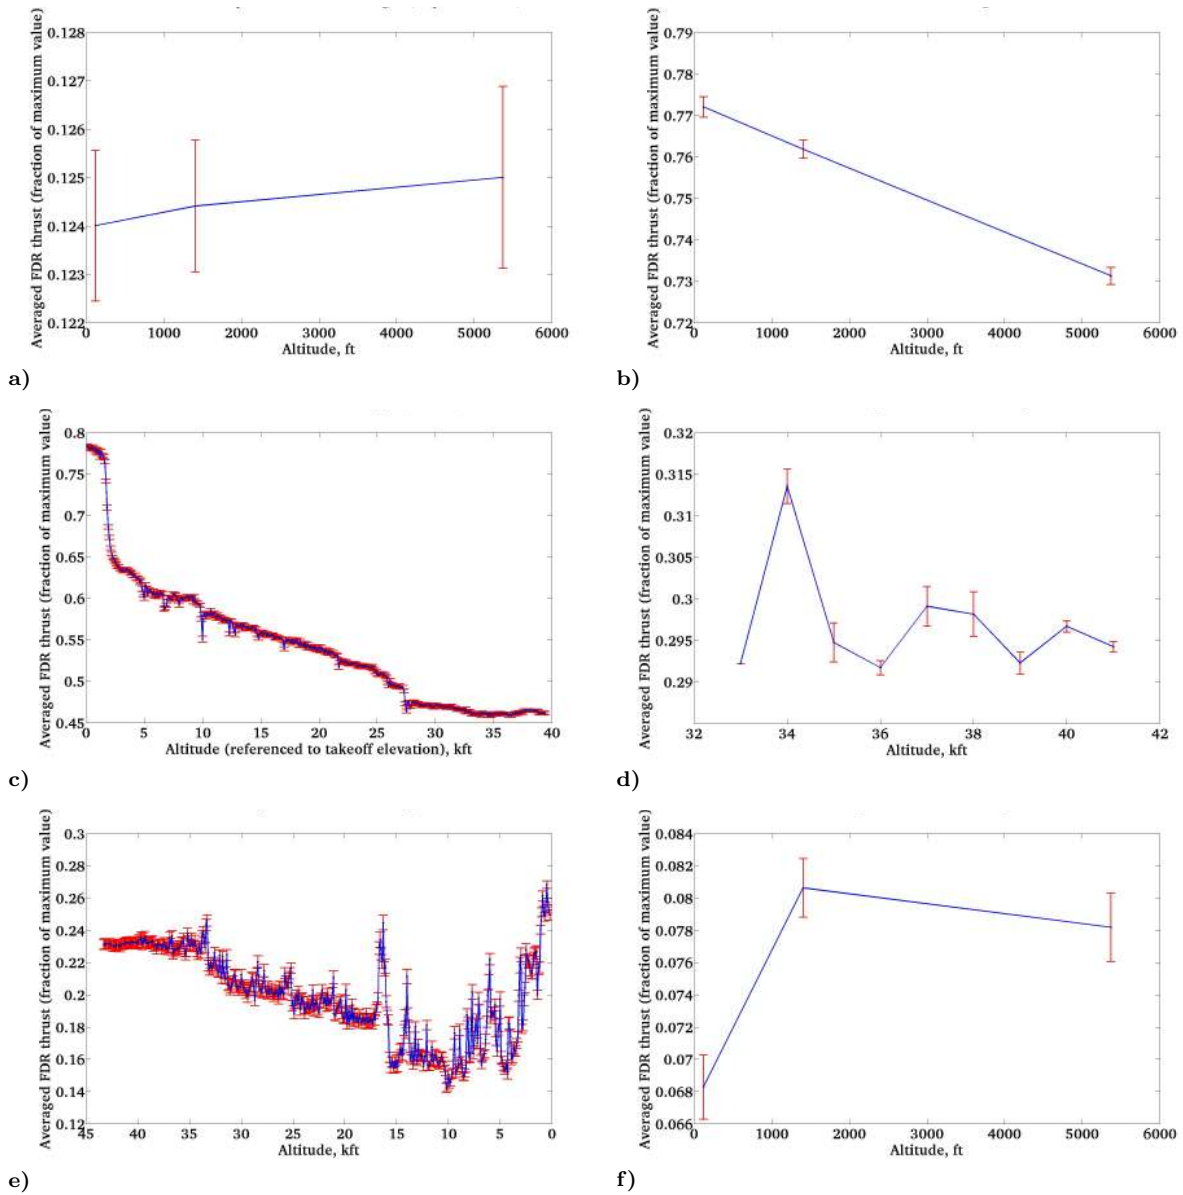 Averaged FDR thrust (fraction of maximum value)
0.128
0.127
0.126
0.125
0.124
0.123
0.122
0 1000 2000 3000 4000 5000 6000
Altitude, ft
a)
Averaged FDR thrust (fraction of maximum value)
0.79
0.78
0.77
0.76
0.75
0.74
0.73
0.72
0 1000 2000 3000 4000 5000 6000
Altitude, ft
b)
Averaged FDR thrust (fraction of maximum value)
0.8
0.75
0.7
0.65
0.6
0.55
0.5
0.45
0 5 10 15 20 25 30 35 40
Altitude (referenced to takeoff elevation), kft
c)
Averaged FDR thrust (fraction of maximum value)
0.32
0.315
0.31
0.305
0.3
0.295
0.29
32 34 36 38 40 42
Altitude, kft
d)
Averaged FDR thrust (fraction of maximum value)
0.3
0.28
0.26
0.24
0.22
0.2
0.18
0.16
0.14
0.12
45 40 35 30 25 20 15 10 5 0
Altitude, kft
e)
Averaged FDR thrust (fraction of maximum value)
0.084
0.082
0.08
0.078
0.076
0.074
0.072
0.07
0.068
0.066
0 1000 2000 3000 4000 5000 6000
Altitude, ft
f)